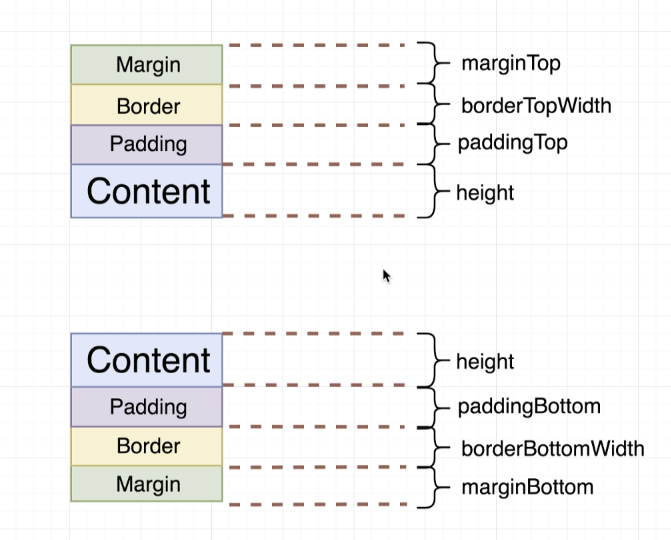 Margin
marginTop
Border
borderTopWidth
Padding
paddingTop
Content
height
Content
height
Padding
paddingBottom
Border
borderBottomWidth
Margin
marginBottom